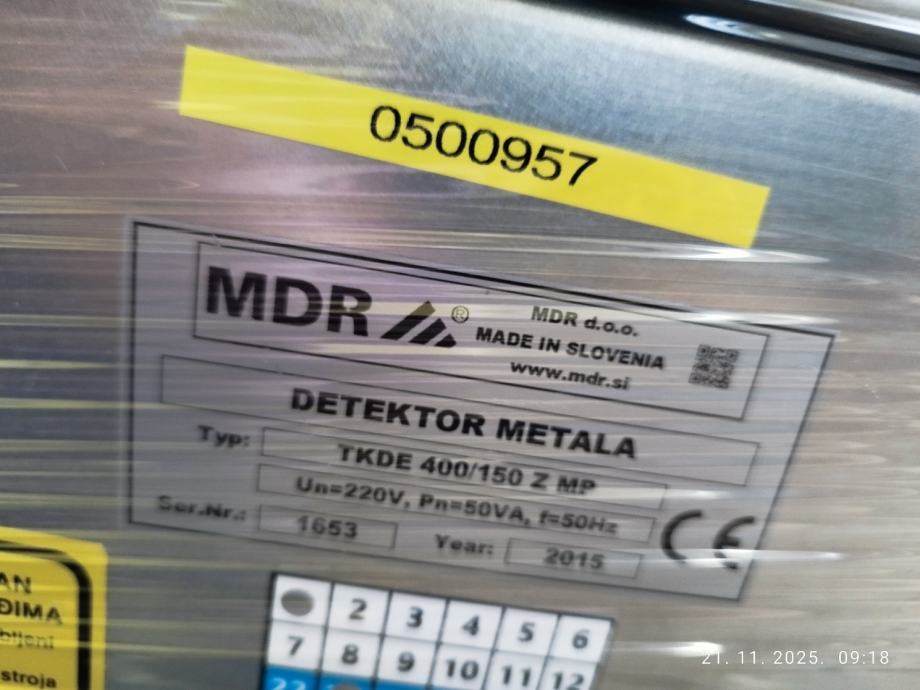 0500957
MDR ®
MDR d.o.o.
MADE IN SLOVENIA
www.mdr.si
DETEKTOR METALA
Typ: TKDE 400/150 Z MP
Un=220V, Pn=50VA, f=50Hz
Ser.Nr.: 1653 Year: 2015
CE
2 3 4 5 6
7 8 9 10 11 12
21. 11. 2025. 09:18